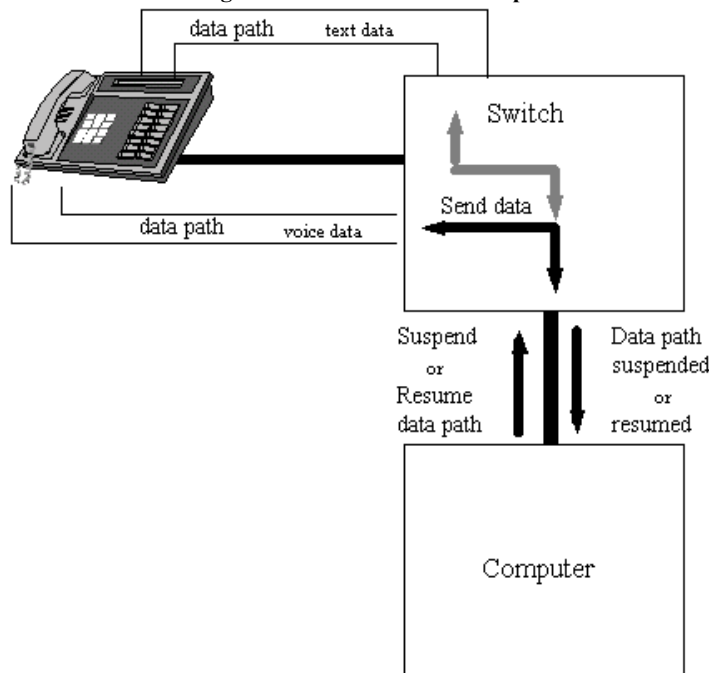 data path text data
Switch
Send data
data path voice data
Suspend
or
Resume
data path
Data path
suspended
or
resumed
Computer